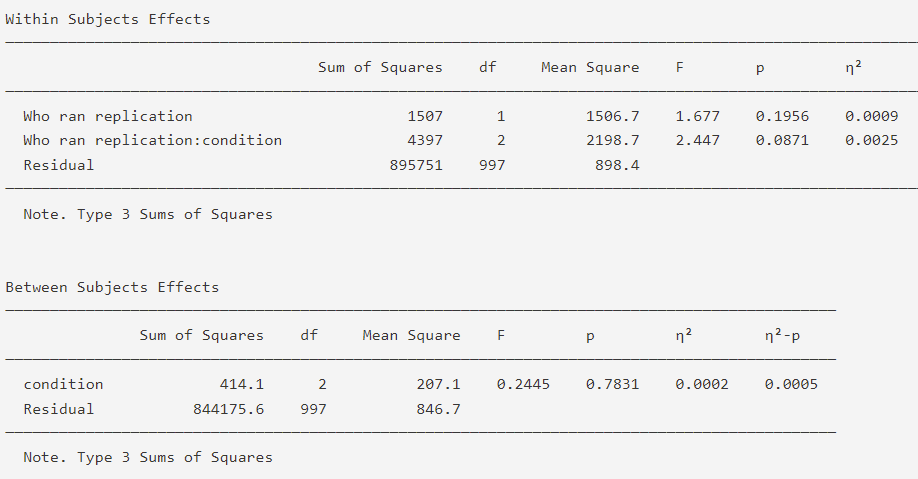 Within Subjects Effects
Sum of Squares df Mean Square F p η²
Who ran replication 1507 1 1506.7 1.677 0.1956 0.0009
Who ran replication:condition 4397 2 2198.7 2.447 0.0871 0.0025
Residual 895751 997 898.4
Note. Type 3 Sums of Squares
Between Subjects Effects
Sum of Squares df Mean Square F p η² η²-p
condition 414.1 2 207.1 0.2445 0.7831 0.0002 0.0005
Residual 844175.6 997 846.7
Note. Type 3 Sums of Squares